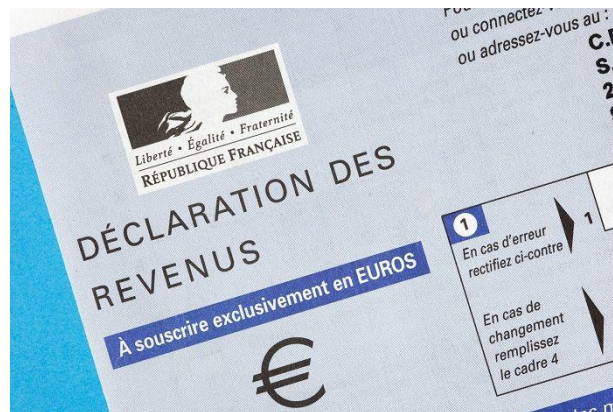 ou connectez-
ou adressez-vous au :
C.
S.
2
Liberté • Égalité • Fraternité
RÉPUBLIQUE FRANÇAISE
DÉCLARATION DES
REVENUS
À souscrire exclusivement en EUROS
€
1
En cas d'erreur
rectifiez ci-contre
1
En cas de
changement
remplissez
le cadre 4